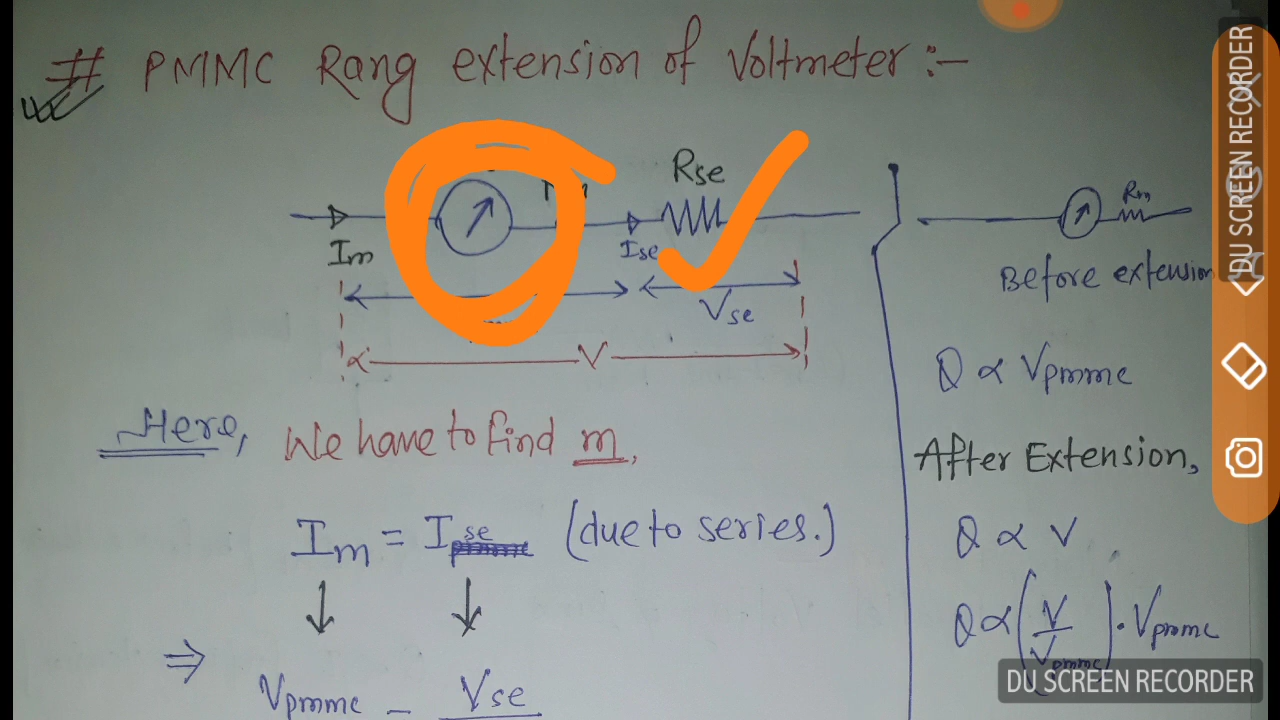 # PMMC Rang extension of Voltmeter :-
Rse
Im
Ise
Vse
V
Here, We have to find m,
Im = Ise (due to series.)
↓ ↓
⇒ Vpmmc = Vse
Rm
Before extension
θ ∝ Vpmmc
After Extension,
θ ∝ V
θ ∝ (V/Vpmmc) · Vpmmc
DU SCREEN RECORDER
DU SCREEN RECORDER